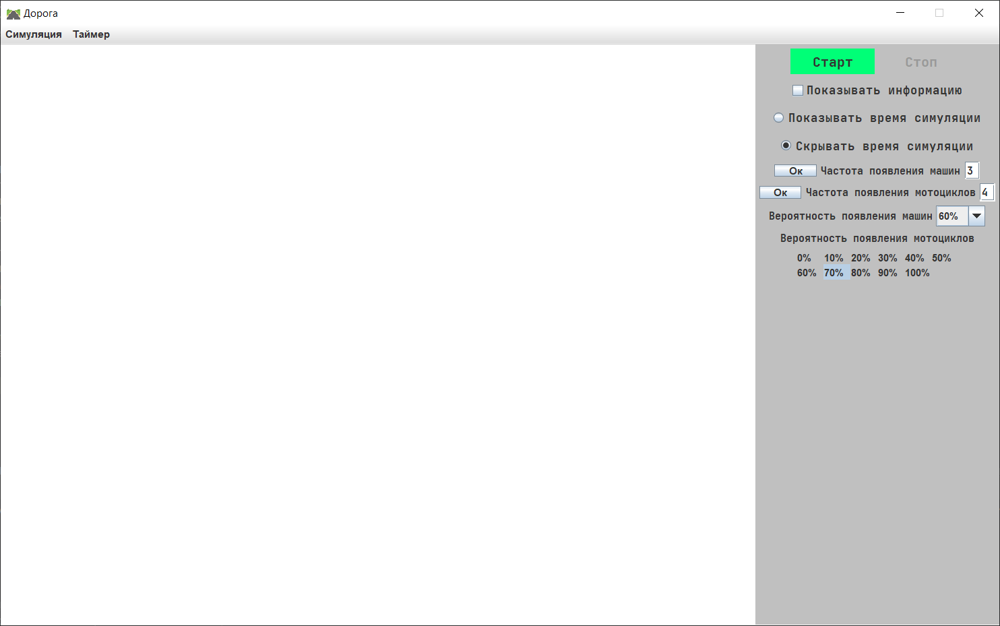 Дорога
Симуляция Таймер
Старт Стоп
Показывать информацию
Показывать время симуляции
Скрывать время симуляции
Ок Частота появления машин 3
Ок Частота появления мотоциклов 4
Вероятность появления машин 60%
Вероятность появления мотоциклов
0% 10% 20% 30% 40% 50%
60% 70% 80% 90% 100%